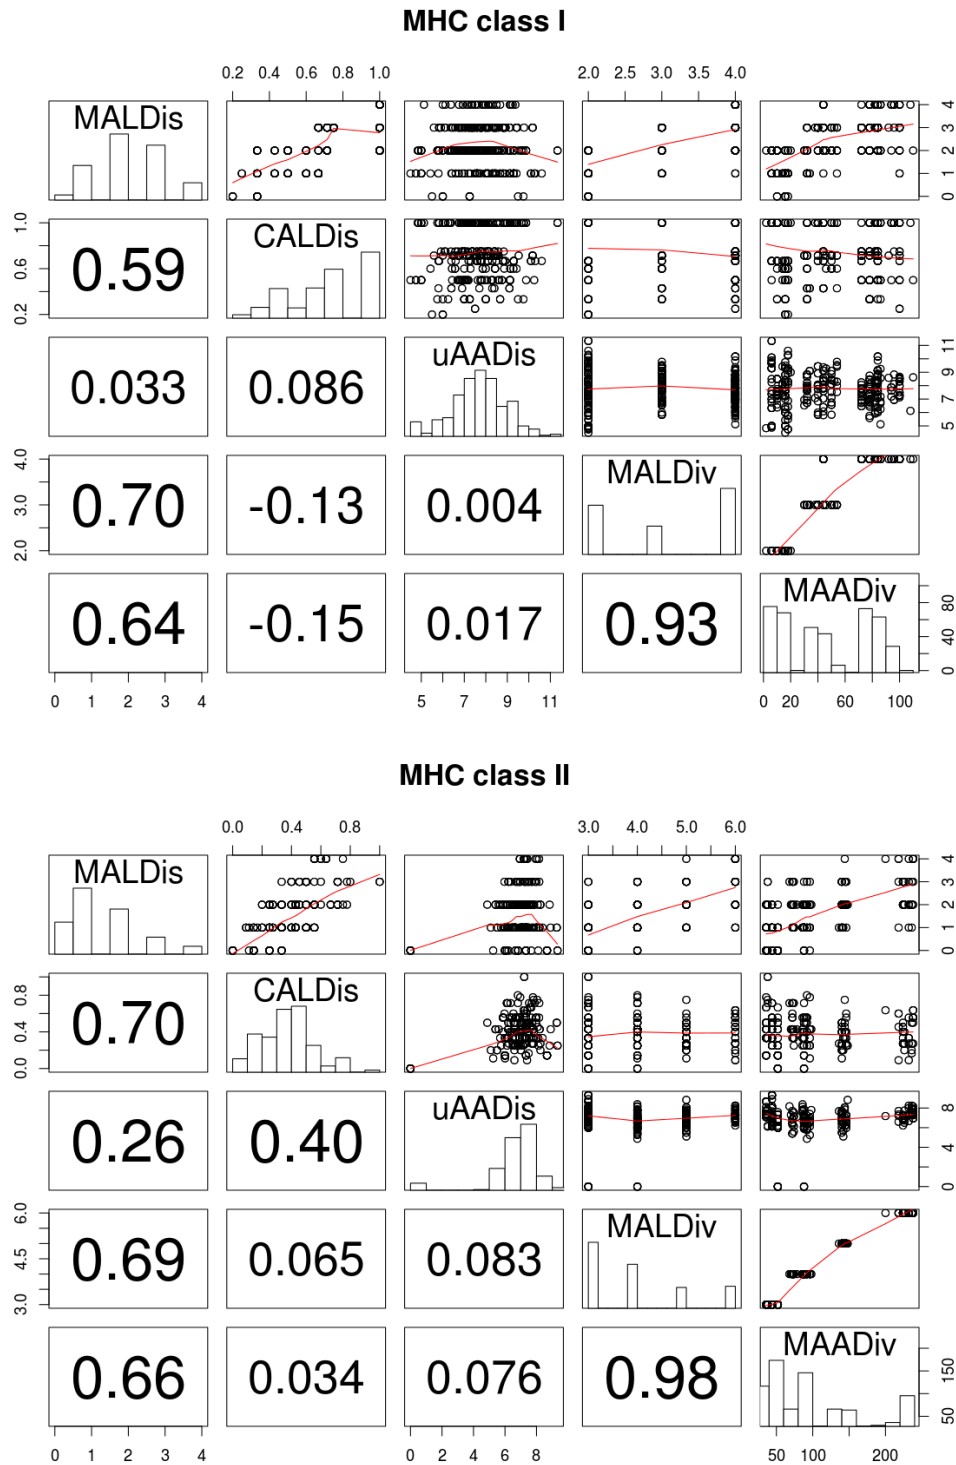 MHC class I
0.2 0.4 0.6 0.8 1.0 2.0 2.5 3.0 3.5 4.0
MALDis 0 1 2 3 4
0.2 0.6 1.0 0.59 CALDis
0.033 0.086 uAADis 5 7 9 11
2.0 3.0 4.0 0.70 -0.13 0.004 MALDiv
0.64 -0.15 0.017 0.93 MAADiv 0 40 80
0 1 2 3 4 5 7 9 11 0 20 60 100
MHC class II
0.0 0.4 0.8 3.0 4.0 5.0 6.0
MALDis 0 1 2 3 4
0.0 0.4 0.8 0.70 CALDis
0.26 0.40 uAADis 0 4 8
3.0 4.5 6.0 0.69 0.065 0.083 MALDiv
0.66 0.034 0.076 0.98 MAADiv 50 150
0 1 2 3 4 0 2 4 6 8 50 100 200